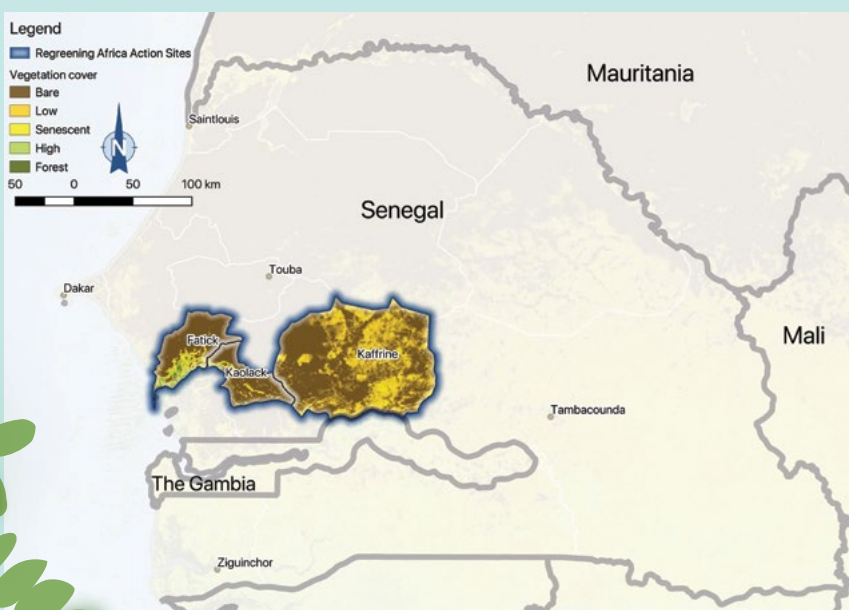 Legend
Regreening Africa Action Sites
Vegetation cover
Bare
Low
Senescent
High
Forest
N
50 0 50 100 km
Mauritania
Saintlouis
Senegal
Touba
Dakar
Mali
Fatick
Kaffrine
Kaolack
Tambacounda
The Gambia
Ziguinchor